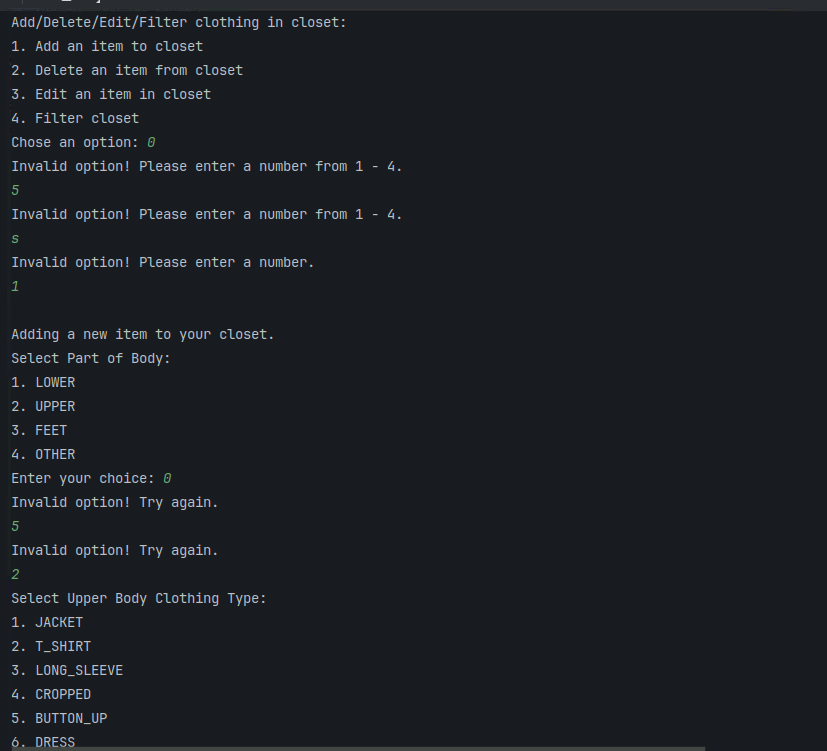 Add/Delete/Edit/Filter clothing in closet:
1. Add an item to closet
2. Delete an item from closet
3. Edit an item in closet
4. Filter closet
Chose an option: 0
Invalid option! Please enter a number from 1 - 4.
5
Invalid option! Please enter a number from 1 - 4.
s
Invalid option! Please enter a number.
1
Adding a new item to your closet.
Select Part of Body:
1. LOWER
2. UPPER
3. FEET
4. OTHER
Enter your choice: 0
Invalid option! Try again.
5
Invalid option! Try again.
2
Select Upper Body Clothing Type:
1. JACKET
2. T_SHIRT
3. LONG_SLEEVE
4. CROPPED
5. BUTTON_UP
6. DRESS